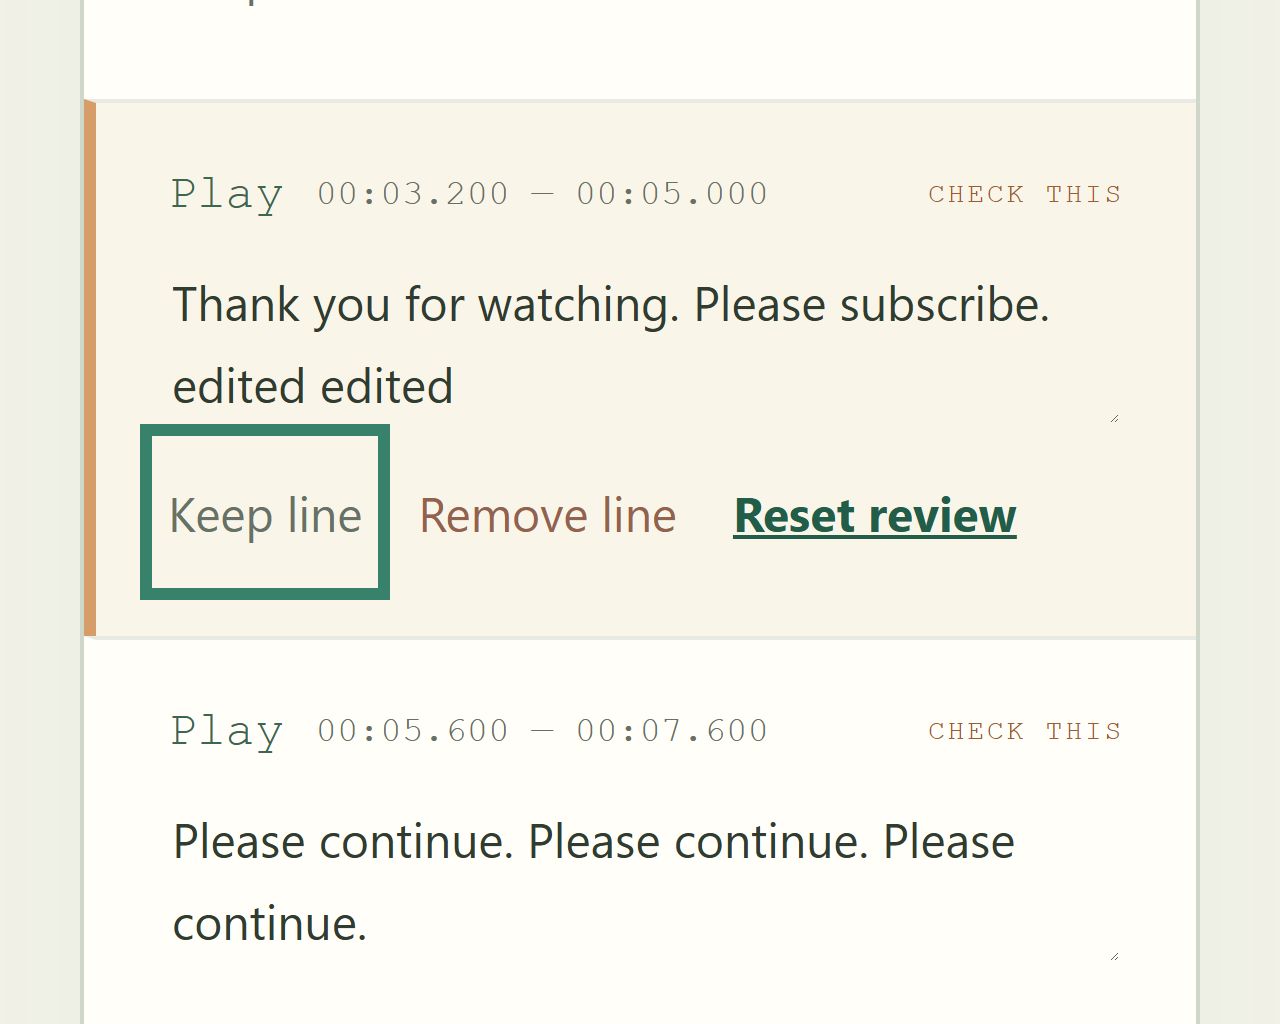 Play 00:03.200 — 00:05.000 CHECK THIS
Thank you for watching. Please subscribe.
edited edited
Keep line Remove line Reset review
Play 00:05.600 — 00:07.600 CHECK THIS
Please continue. Please continue. Please
continue.